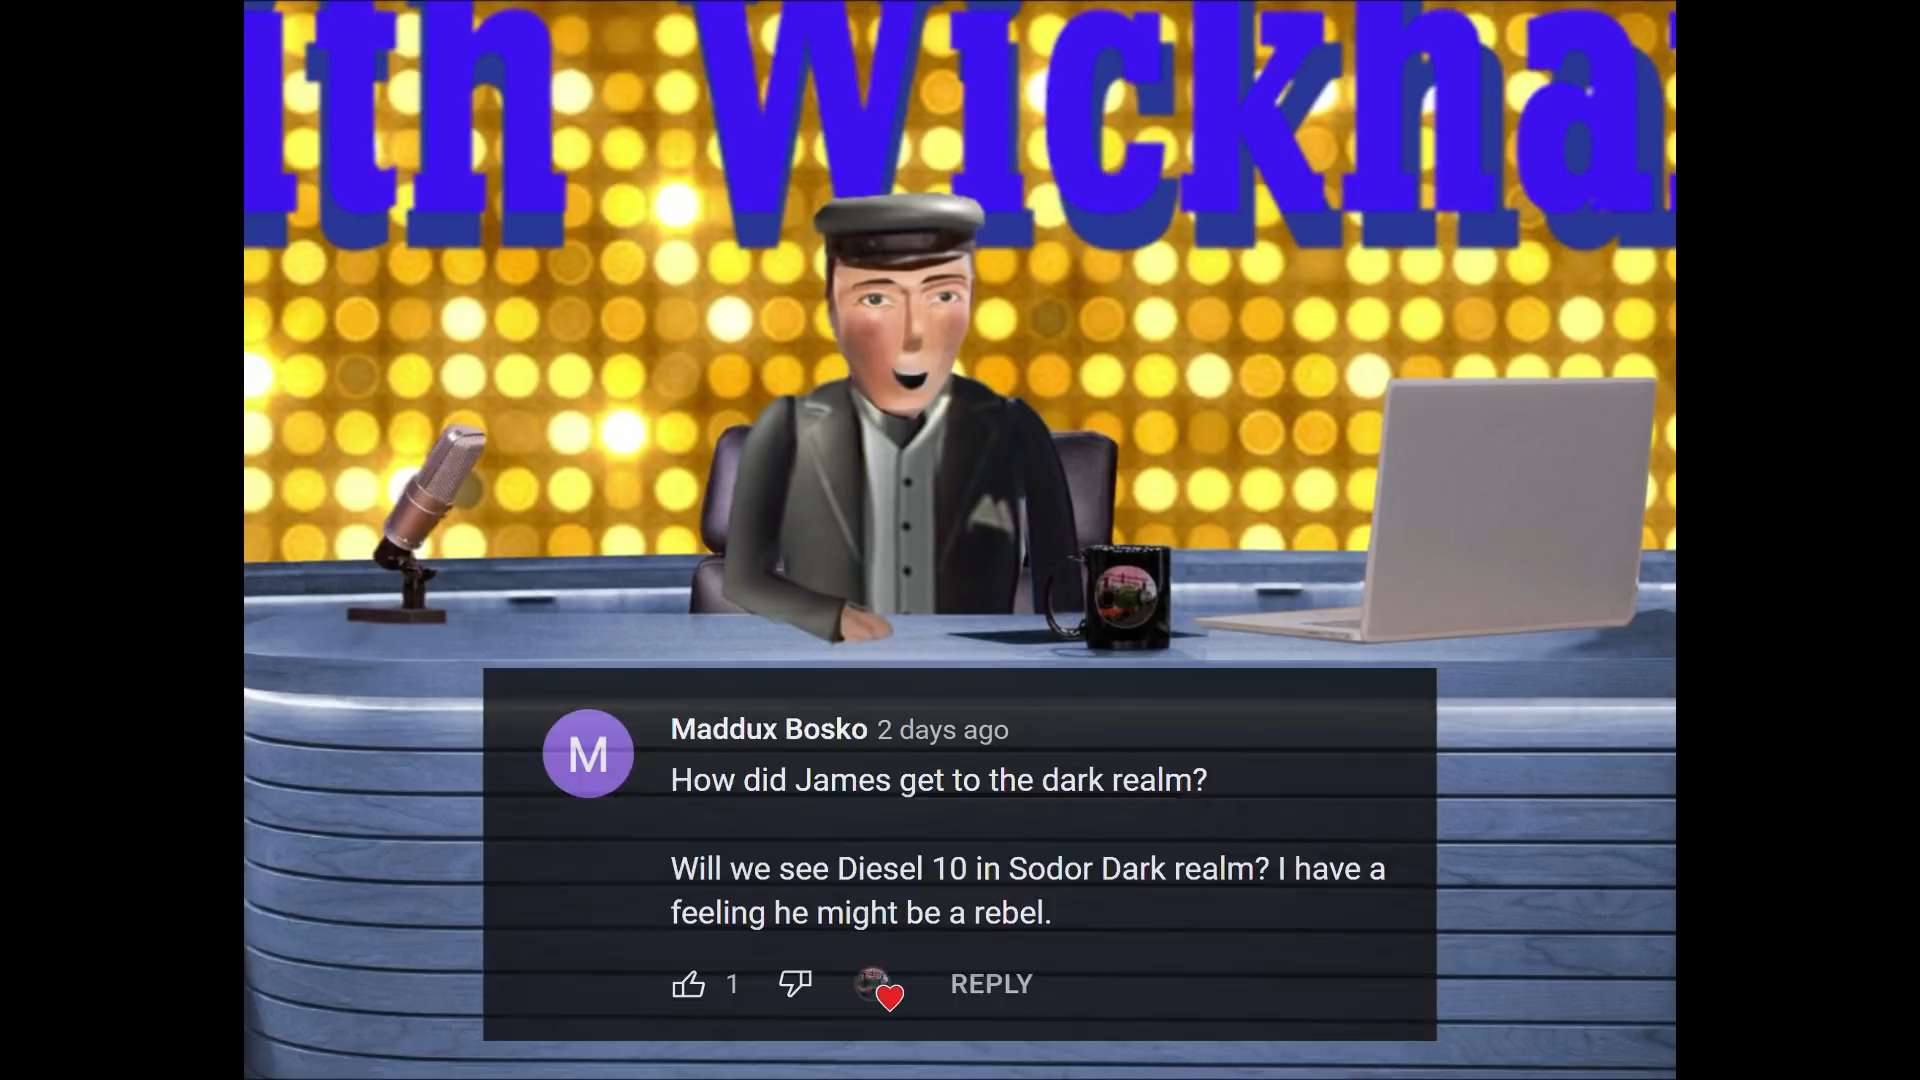 ith Wickha
M
Maddux Bosko 2 days ago
How did James get to the dark realm?
Will we see Diesel 10 in Sodor Dark realm? I have a
feeling he might be a rebel.
1
REPLY